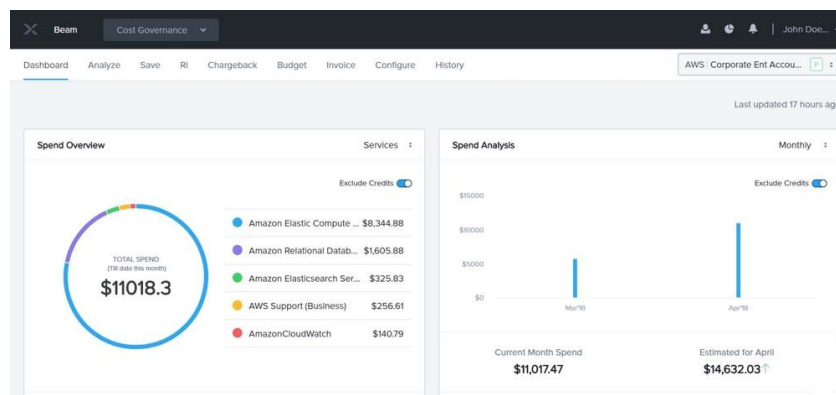 Beam
Cost Governance
John Doe...
Dashboard Analyze Save RI Chargeback Budget Invoice Configure History
AWS Corporate Ent Accou... P
Last updated 17 hours ag
Spend Overview
Services
Exclude Credits
TOTAL SPEND
(Till date this month)
$11018.3
Amazon Elastic Compute ... $8,344.88
Amazon Relational Datab... $1,605.88
Amazon Elasticsearch Ser... $325.83
AWS Support (Business) $256.61
AmazonCloudWatch $140.79
Spend Analysis
Monthly
Exclude Credits
$15000
$10000
$5000
$0
Mar'18 Apr'18
Current Month Spend
$11,017.47
Estimated for April
$14,632.03↑